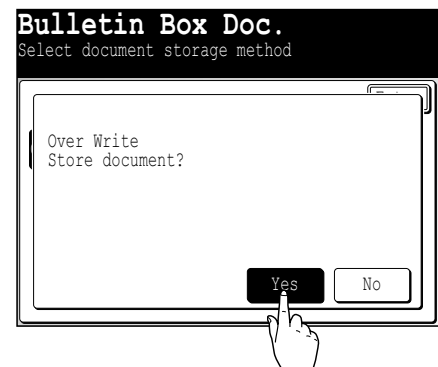 Bulletin Box Doc.
Select document storage method
Over Write
Store document?
Yes
No